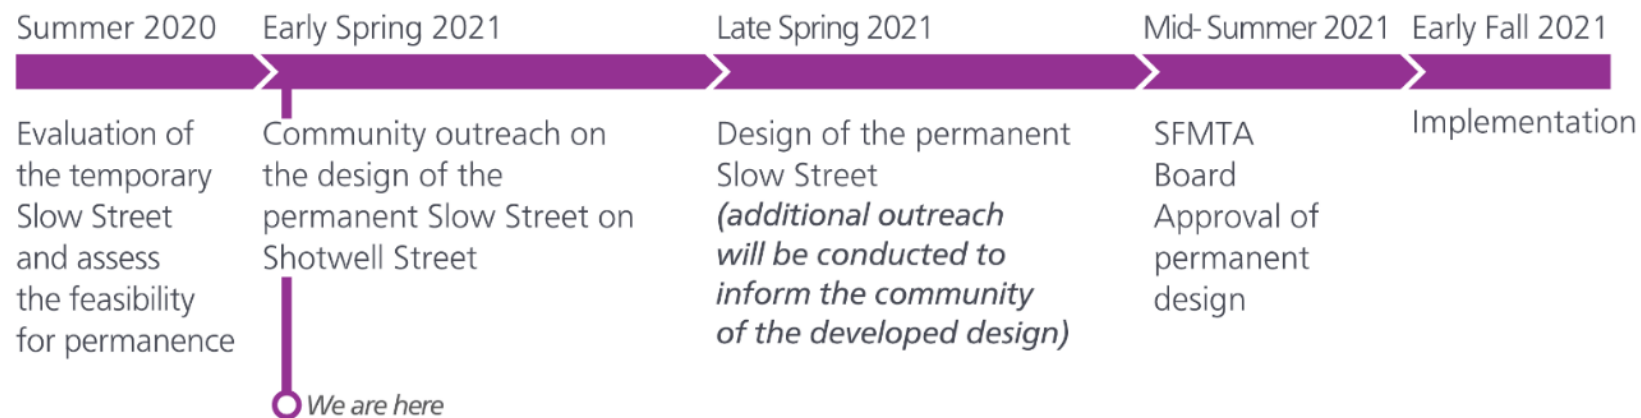 Summer 2020
Evaluation of
the temporary
Slow Street
and assess
the feasibility
for permanence
Early Spring 2021
Community outreach on
the design of the
permanent Slow Street on
Shotwell Street
We are here
Late Spring 2021
Design of the permanent
Slow Street
(additional outreach
will be conducted to
inform the community
of the developed design)
Mid- Summer 2021
SFMTA
Board
Approval of
permanent
design
Early Fall 2021
Implementation